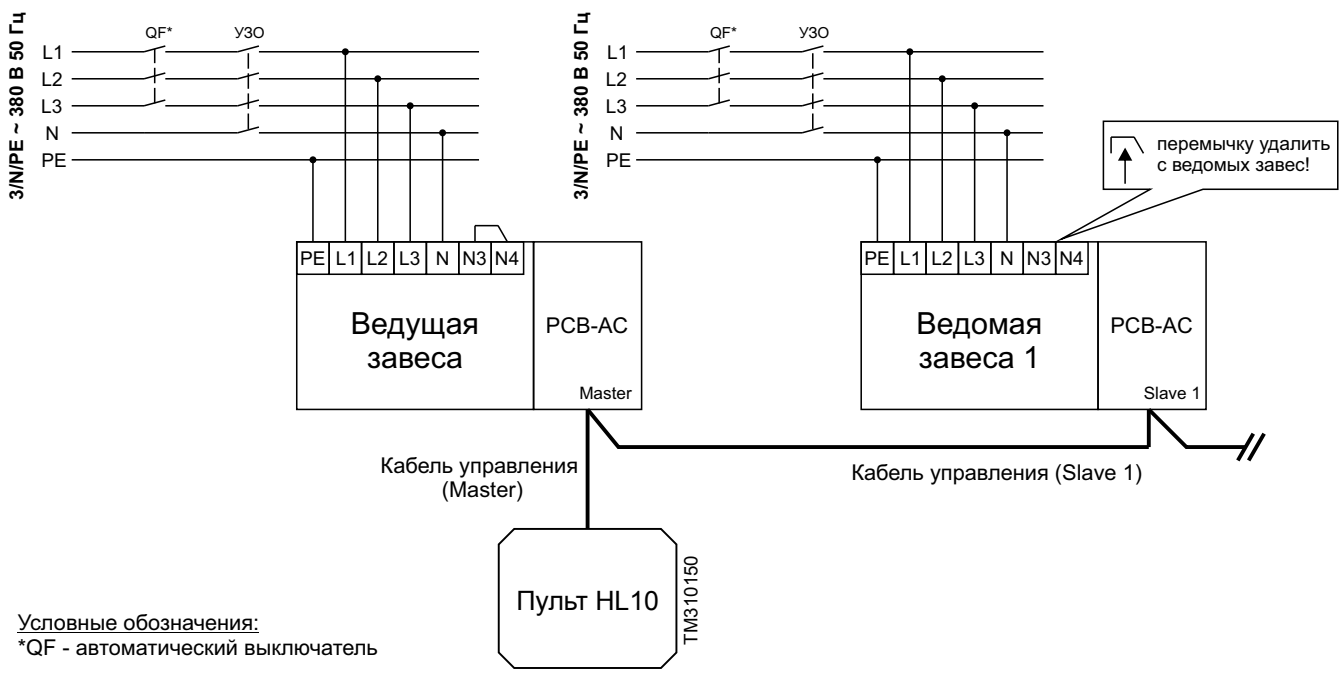 3/N/PE ~ 380 В 50 Гц
QF*
УЗО
L1
L2
L3
N
PE
3/N/PE ~ 380 В 50 Гц
QF*
УЗО
L1
L2
L3
N
PE
перемычку удалить
с ведомых завес!
PE L1 L2 L3 N N3 N4
Ведущая
завеса
PCB-AC
Master
PE L1 L2 L3 N N3 N4
Ведомая
завеса 1
PCB-AC
Slave 1
Кабель управления
(Master)
Кабель управления (Slave 1)
Пульт HL10
TM310150
Условные обозначения:
*QF - автоматический выключатель